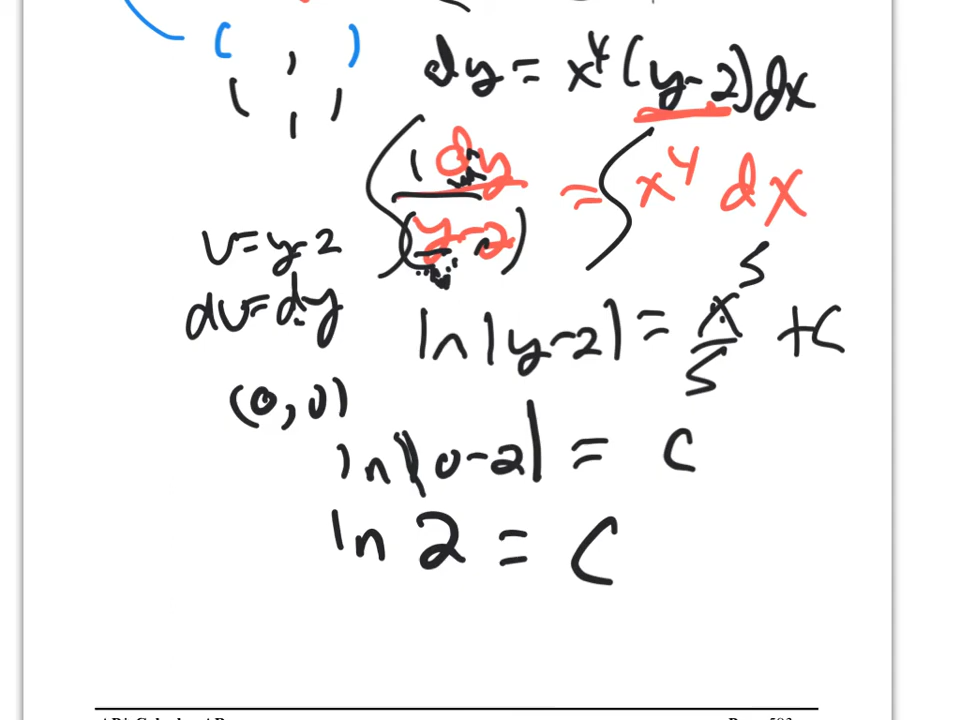 ( , )
dy = x⁴(y-2)dx
( , )
∫ 1 dy / (y-2) = ∫ x⁴ dx
u = y-2
du = dy
ln|y-2| = x⁵/5 + C
(0,0)
ln|0-2| = C
ln 2 = C